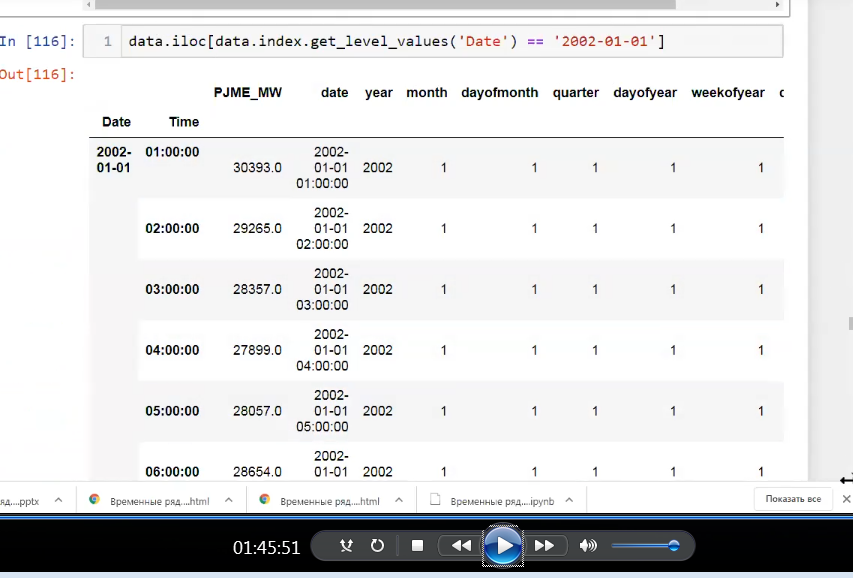 In [116]: 1 data.iloc[data.index.get_level_values('Date') == '2002-01-01']
Out[116]:
PJME_MW date year month dayofmonth quarter dayofyear weekofyear
Date Time
2002-01-01 01:00:00 30393.0 2002-01-01 01:00:00 2002 1 1 1 1 1
02:00:00 29265.0 2002-01-01 02:00:00 2002 1 1 1 1 1
03:00:00 28357.0 2002-01-01 03:00:00 2002 1 1 1 1 1
04:00:00 27899.0 2002-01-01 04:00:00 2002 1 1 1 1 1
05:00:00 28057.0 2002-01-01 05:00:00 2002 1 1 1 1 1
06:00:00 28654.0 2002-01-01 2002 1 1 1 1 1
яд....pptx Временные ряд....html Временные ряд....html Временные ряд....ipynb Показать все
01:45:51